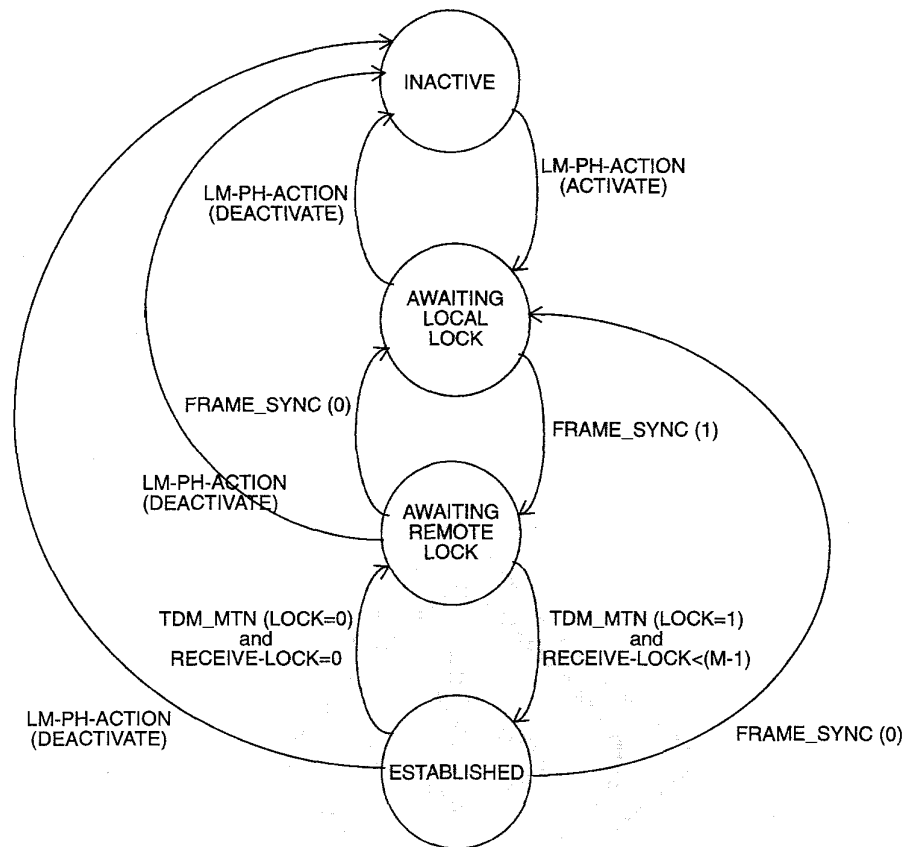 INACTIVE
LM-PH-ACTION
(ACTIVATE)
LM-PH-ACTION
(DEACTIVATE)
AWAITING
LOCAL
LOCK
FRAME_SYNC (0)
FRAME_SYNC (1)
LM-PH-ACTION
(DEACTIVATE)
AWAITING
REMOTE
LOCK
TDM_MTN (LOCK=0)
and
RECEIVE-LOCK=0
TDM_MTN (LOCK=1)
and
RECEIVE-LOCK<(M-1)
LM-PH-ACTION
(DEACTIVATE)
FRAME_SYNC (0)
ESTABLISHED